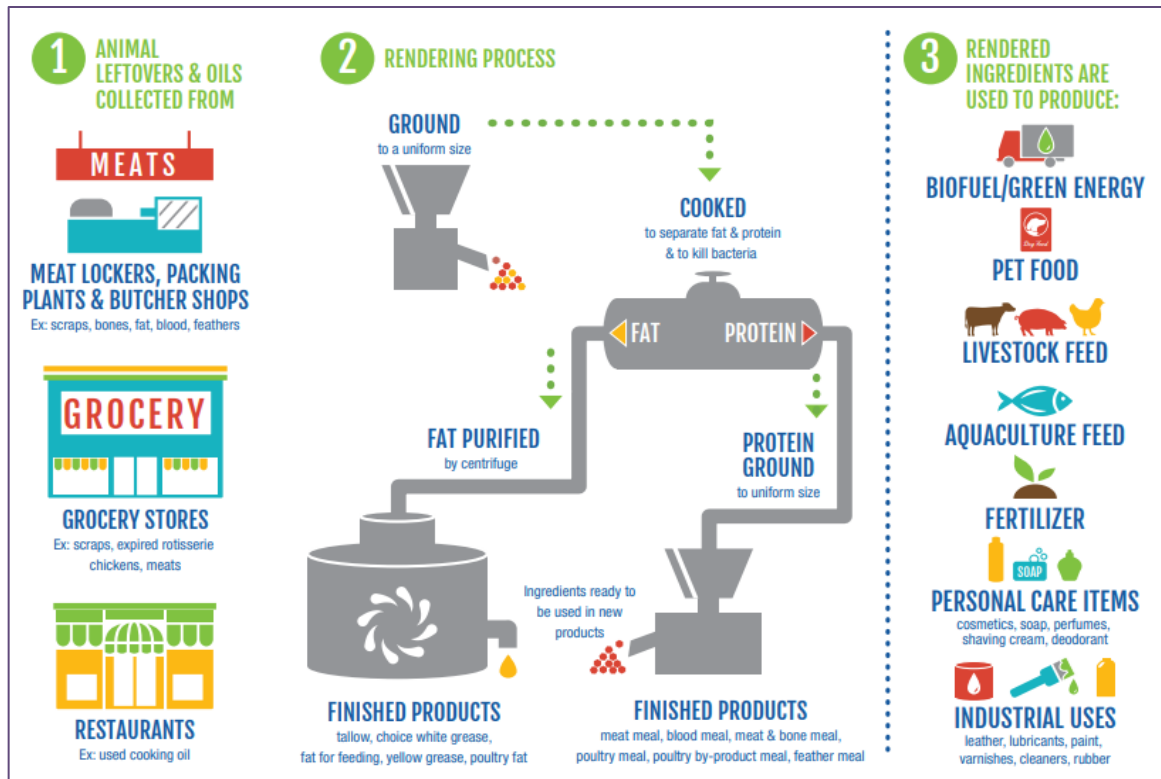 1
ANIMAL
LEFTOVERS & OILS
COLLECTED FROM
MEATS
MEAT LOCKERS, PACKING
PLANTS & BUTCHER SHOPS
Ex: scraps, bones, fat, blood, feathers
GROCERY
GROCERY STORES
Ex: scraps, expired rotisserie
chickens, meats
RESTAURANTS
Ex: used cooking oil
2
RENDERING PROCESS
GROUND
to a uniform size
COOKED
to separate fat & protein
& to kill bacteria
FAT
PROTEIN
FAT PURIFIED
by centrifuge
PROTEIN
GROUND
to uniform size
Ingredients ready to
be used in new
products
FINISHED PRODUCTS
tallow, choice white grease,
fat for feeding, yellow grease, poultry fat
FINISHED PRODUCTS
meat meal, blood meal, meat & bone meal,
poultry meal, poultry by-product meal, feather meal
3
RENDERED
INGREDIENTS ARE
USED TO PRODUCE:
BIOFUEL/GREEN ENERGY
Dog Food
PET FOOD
LIVESTOCK FEED
AQUACULTURE FEED
FERTILIZER
SOAP
PERSONAL CARE ITEMS
cosmetics, soap, perfumes,
shaving cream, deodorant
INDUSTRIAL USES
leather, lubricants, paint,
varnishes, cleaners, rubber